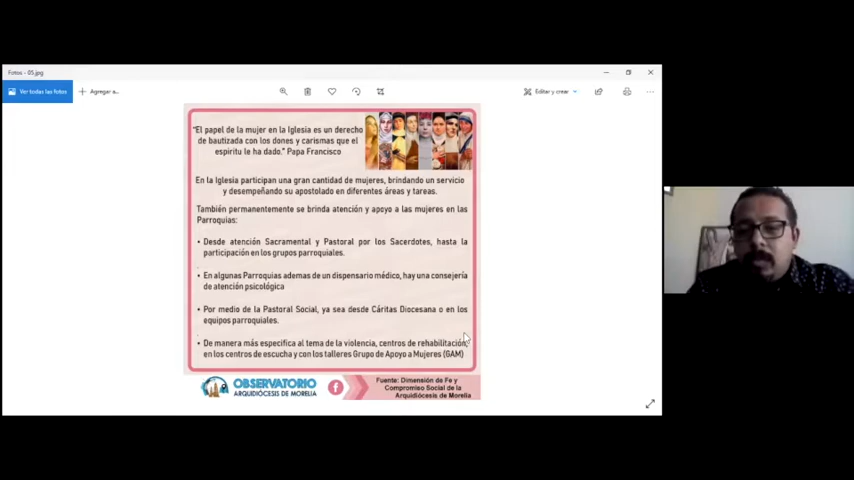 Fotos - 05.jpg
Ver todas las fotos
Agregar a...
Editar y crear
"El papel de la mujer en la Iglesia es un derecho
de bautizada con los dones y carismas que el
espiritu le ha dado." Papa Francisco
En la Iglesia participan una gran cantidad de mujeres, brindando un servicio
y desempeñando su apostolado en diferentes áreas y tareas.
También permanentemente se brinda atención y apoyo a las mujeres en las
Parroquias:
• Desde atención Sacramental y Pastoral por los Sacerdotes, hasta la
participación en los grupos parroquiales.
• En algunas Parroquias ademas de un dispensario médico, hay una consejería
de atención psicológica
• Por medio de la Pastoral Social, ya sea desde Cáritas Diocesana o en los
equipos parroquiales.
• De manera más especifica al tema de la violencia, centros de rehabilitación,
en los centros de escucha y con los talleres Grupo de Apoyo a Mujeres (GAM)
OBSERVATORIO
ARQUIDIÓCESIS DE MORELIA
f
Fuente: Dimensión de Fe y
Compromiso Social de la
Arquidiócesis de Morelia